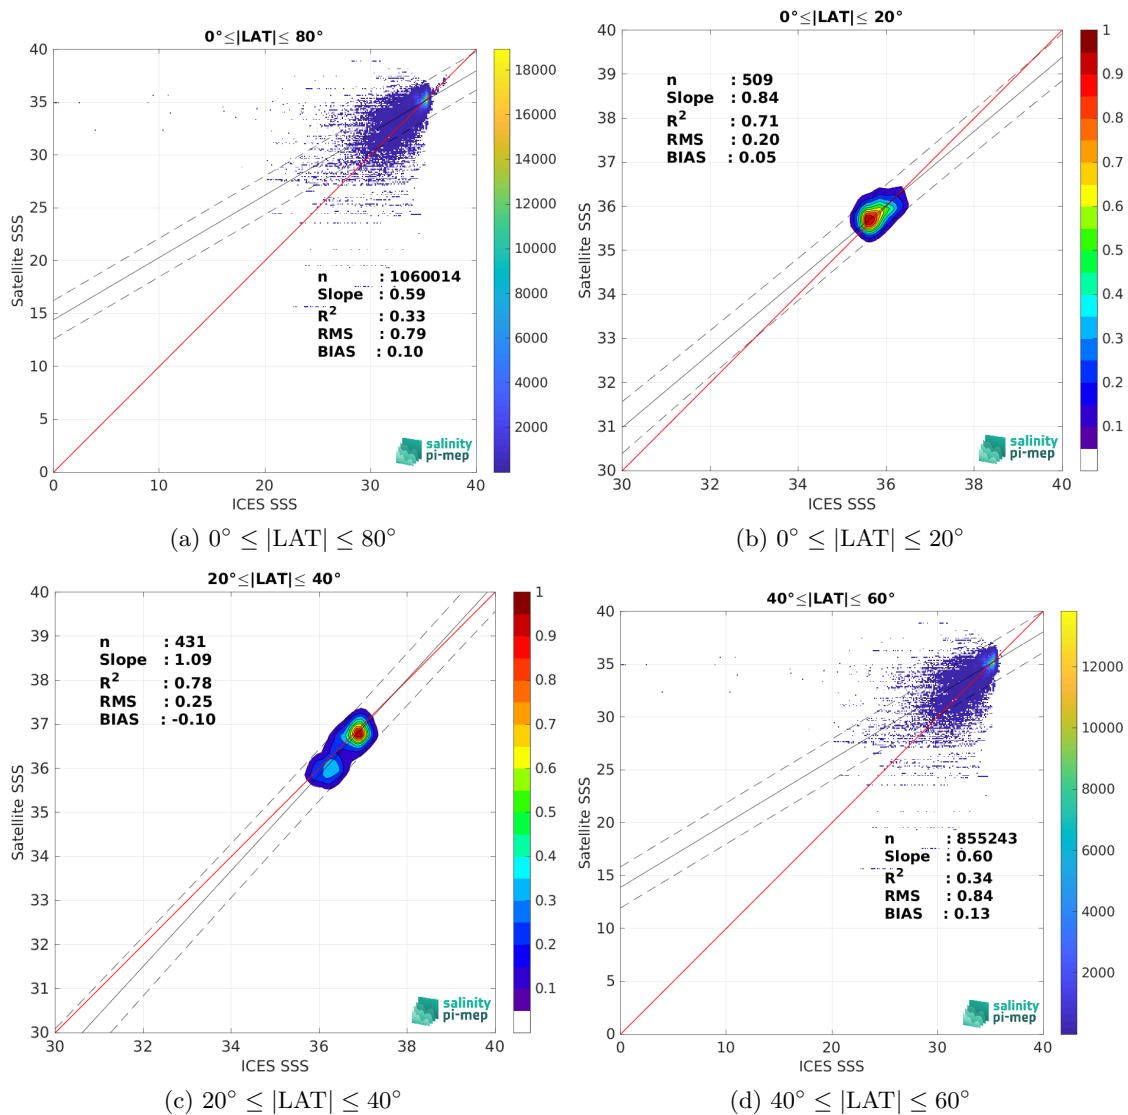 0°≤|LAT|≤ 80°
40
35
30
25
20
15
10
5
0
0
10
20
30
40
Satellite SSS
ICES SSS
n : 1060014
Slope : 0.59
R² : 0.33
RMS : 0.79
BIAS : 0.10
salinity
pi-mep
18000
16000
14000
12000
10000
8000
6000
4000
2000
(a) 0° ≤ |LAT| ≤ 80°
0°≤|LAT|≤ 20°
40
39
38
37
36
35
34
33
32
31
30
30
32
34
36
38
40
Satellite SSS
ICES SSS
n : 509
Slope : 0.84
R² : 0.71
RMS : 0.20
BIAS : 0.05
salinity
pi-mep
1
0.9
0.8
0.7
0.6
0.5
0.4
0.3
0.2
0.1
(b) 0° ≤ |LAT| ≤ 20°
20°≤|LAT|≤ 40°
40
39
38
37
36
35
34
33
32
31
30
30
32
34
36
38
40
Satellite SSS
ICES SSS
n : 431
Slope : 1.09
R² : 0.78
RMS : 0.25
BIAS : -0.10
salinity
pi-mep
1
0.9
0.8
0.7
0.6
0.5
0.4
0.3
0.2
0.1
(c) 20° ≤ |LAT| ≤ 40°
40°≤|LAT|≤ 60°
40
35
30
25
20
15
10
5
0
0
10
20
30
40
Satellite SSS
ICES SSS
n : 855243
Slope : 0.60
R² : 0.34
RMS : 0.84
BIAS : 0.13
salinity
pi-mep
12000
10000
8000
6000
4000
2000
(d) 40° ≤ |LAT| ≤ 60°